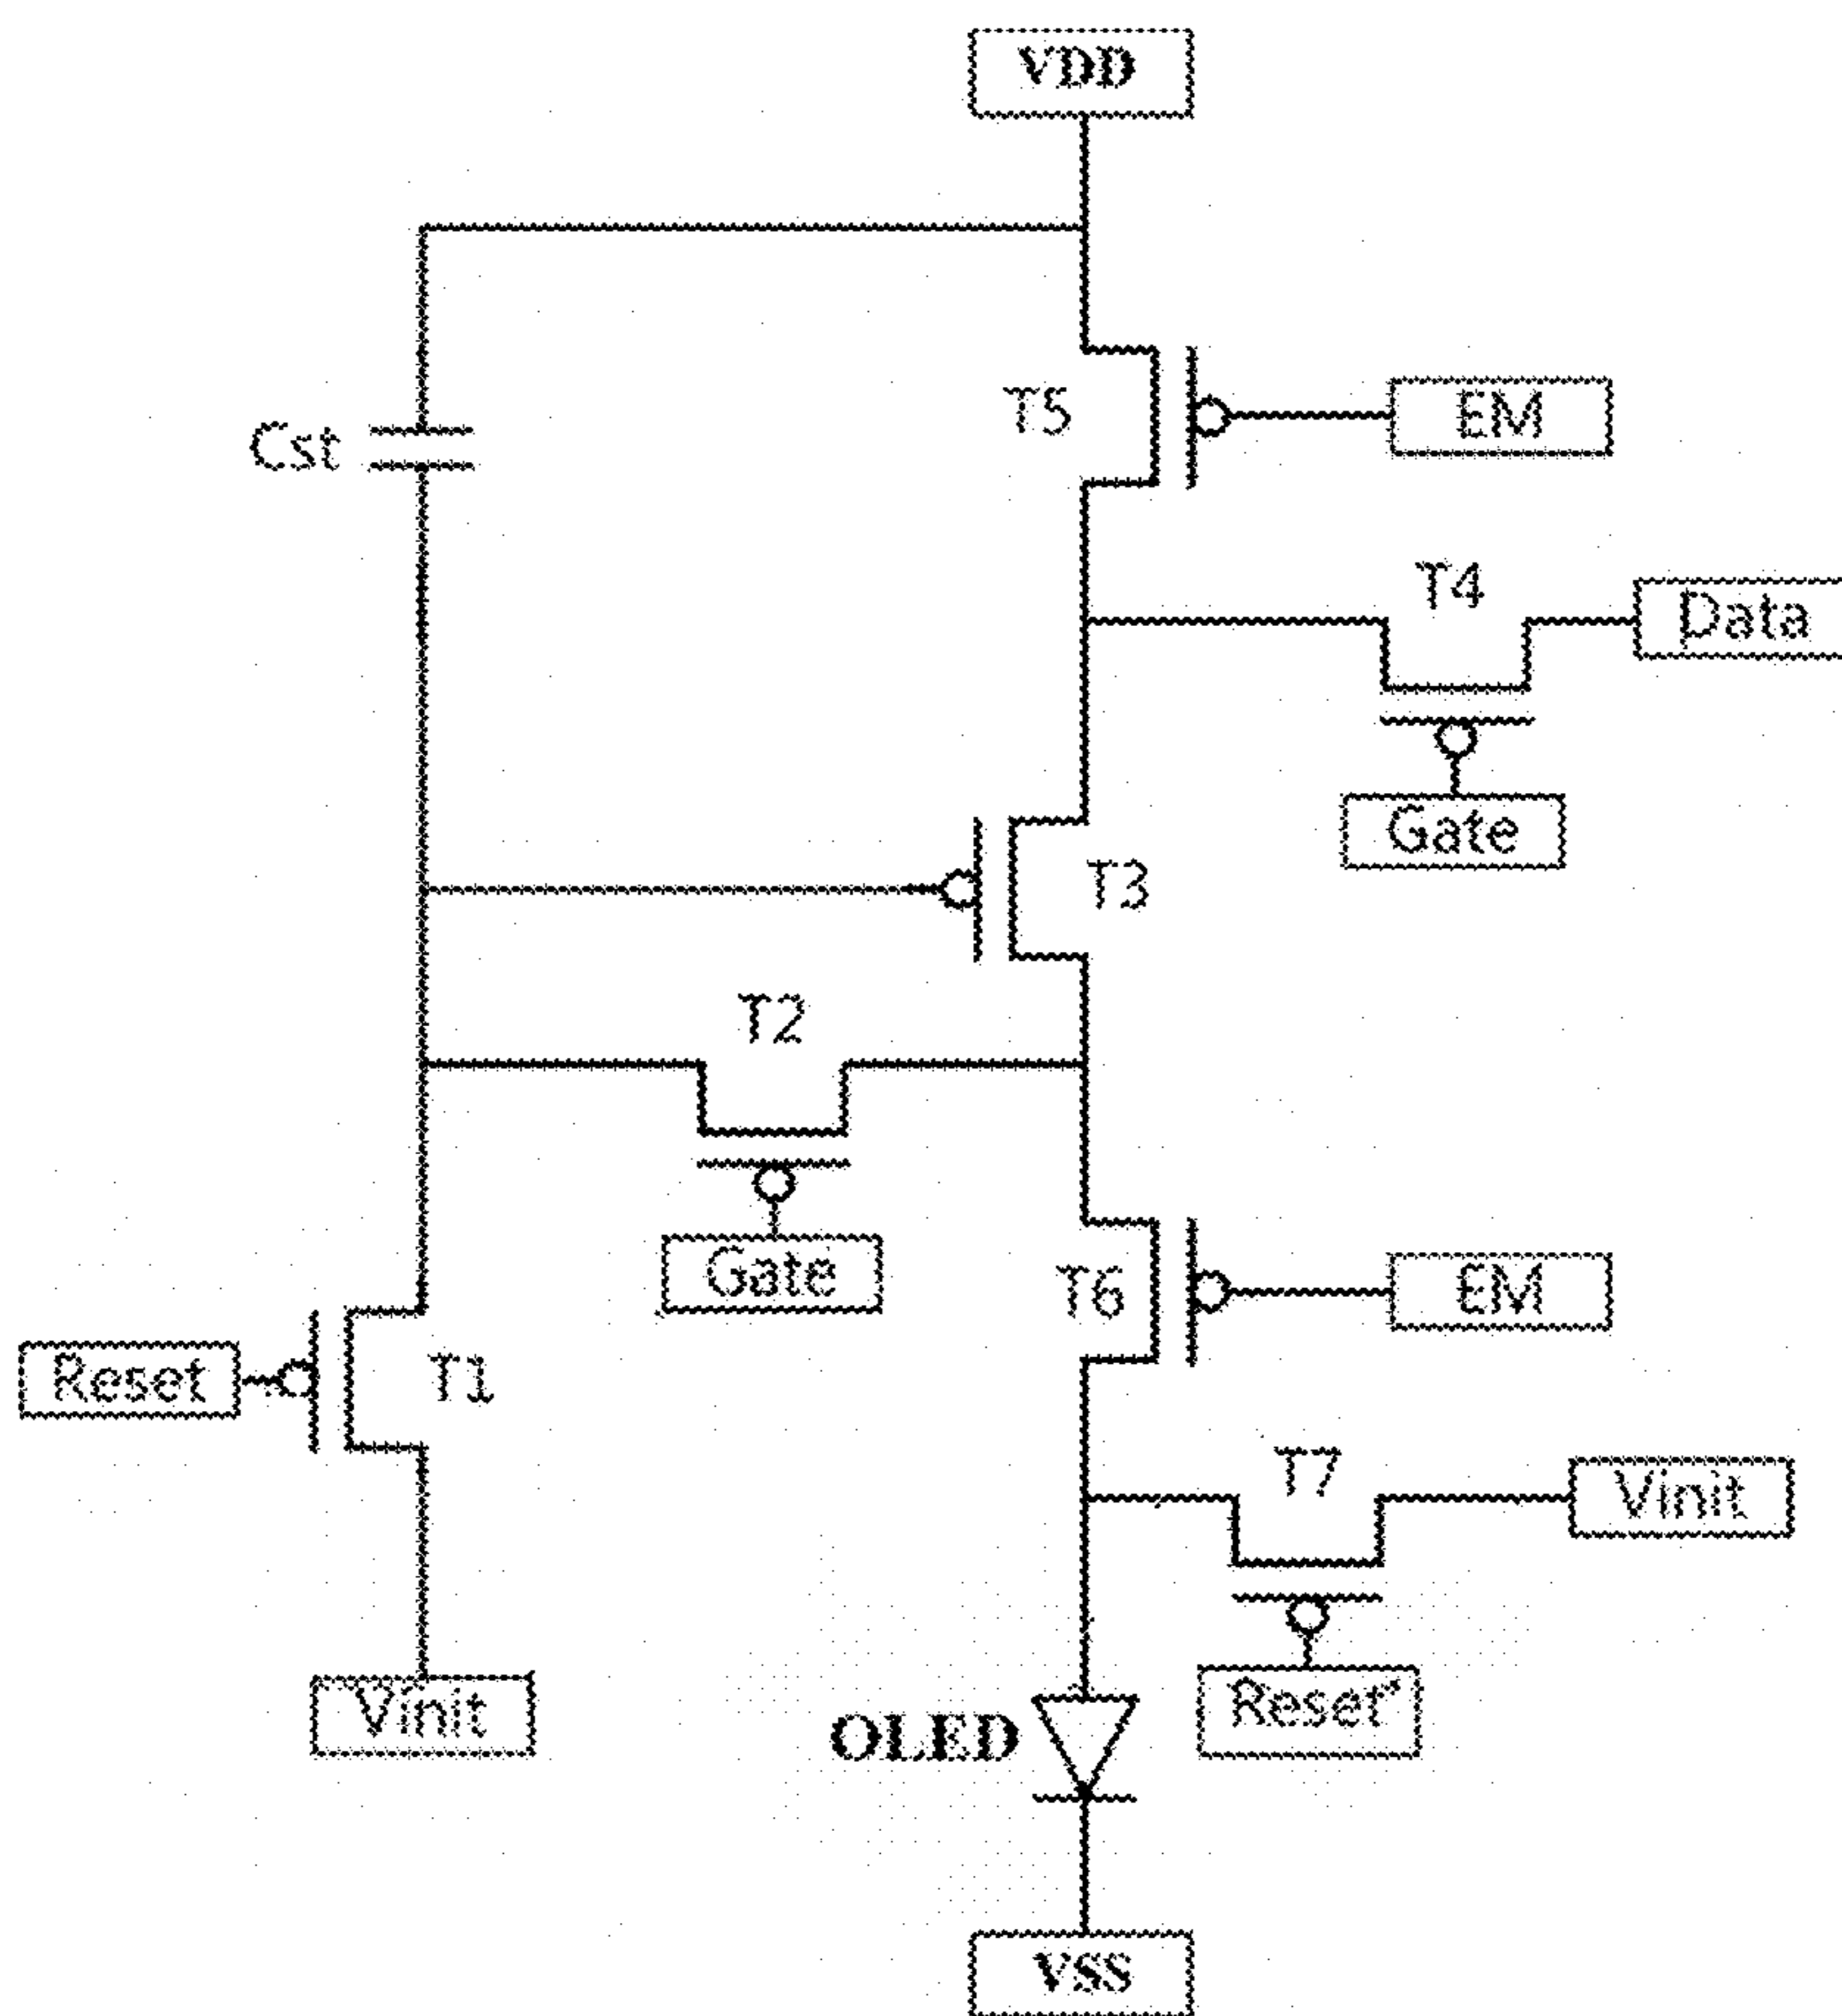 VDD
T5
EM
Cst
T4
Data
Gate
T3
T2
Gate
T6
EM
Reset
T1
T7
Vinit
Vinit
OLED
Reset'
VSS